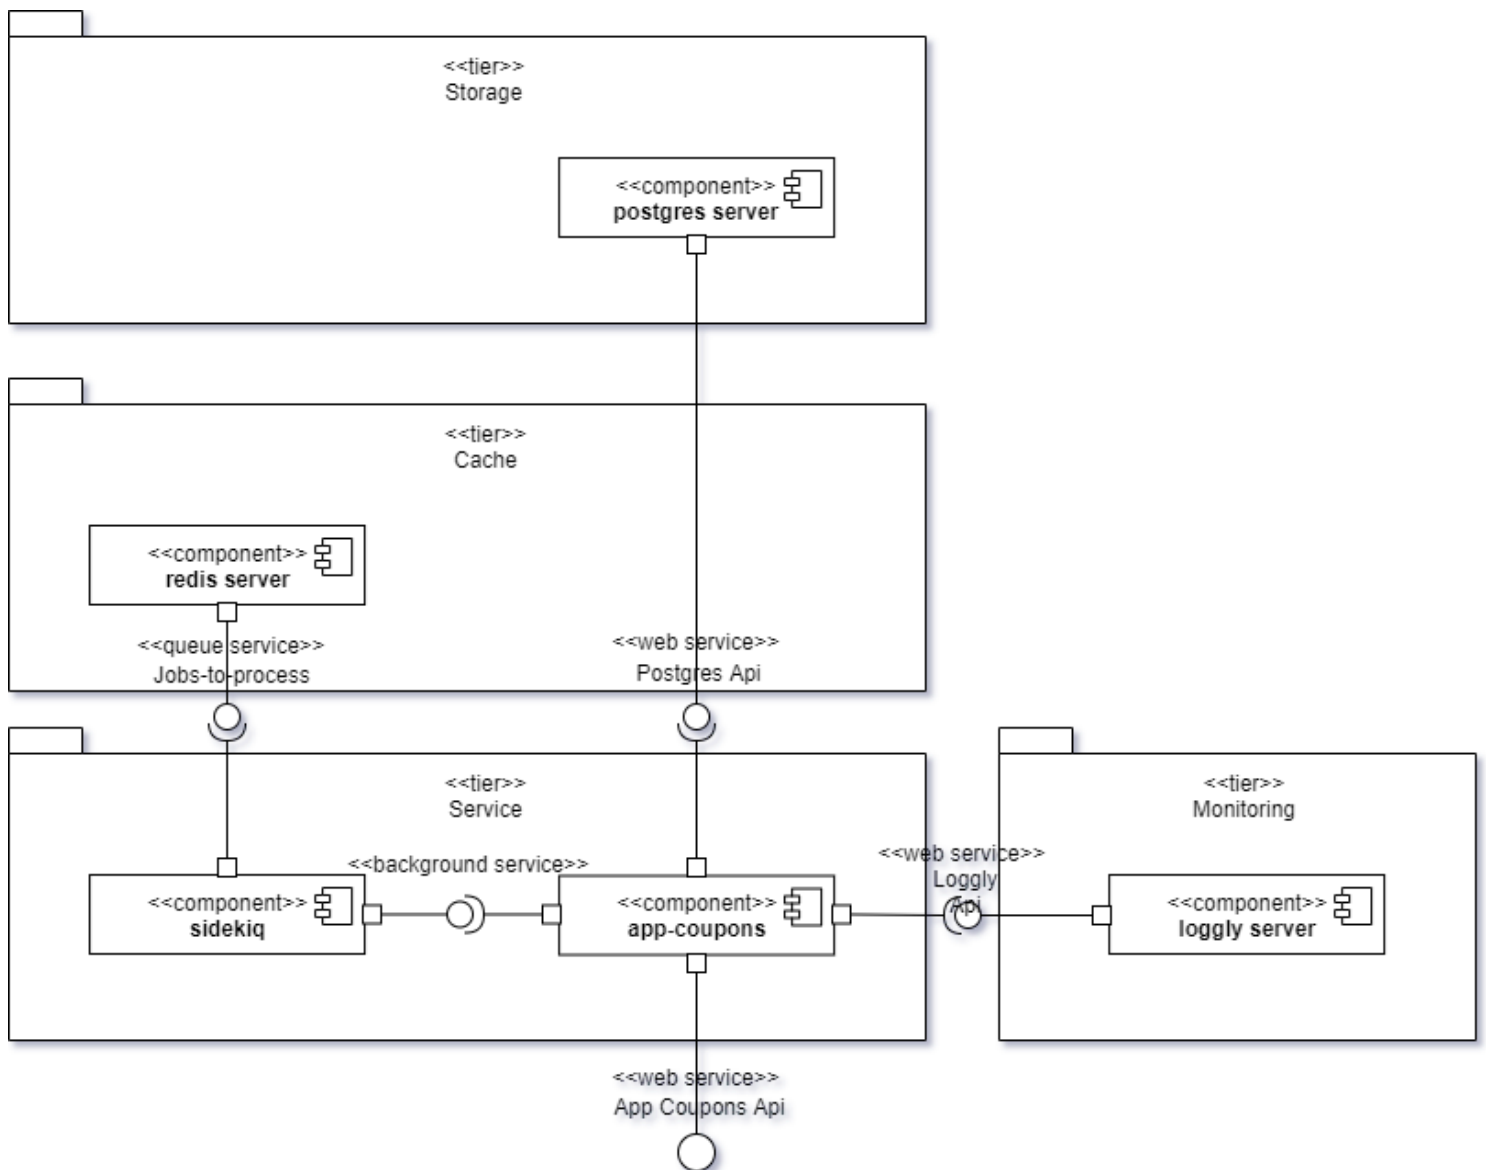 <<tier>>
Storage
<<component>>
postgres server
<<tier>>
Cache
<<component>>
redis server
<<queue service>>
Jobs-to-process
<<web service>>
Postgres Api
<<tier>>
Service
<<tier>>
Monitoring
<<background service>>
<<web service>>
Loggly
Api
<<component>>
sidekiq
<<component>>
app-coupons
<<component>>
loggly server
<<web service>>
App Coupons Api